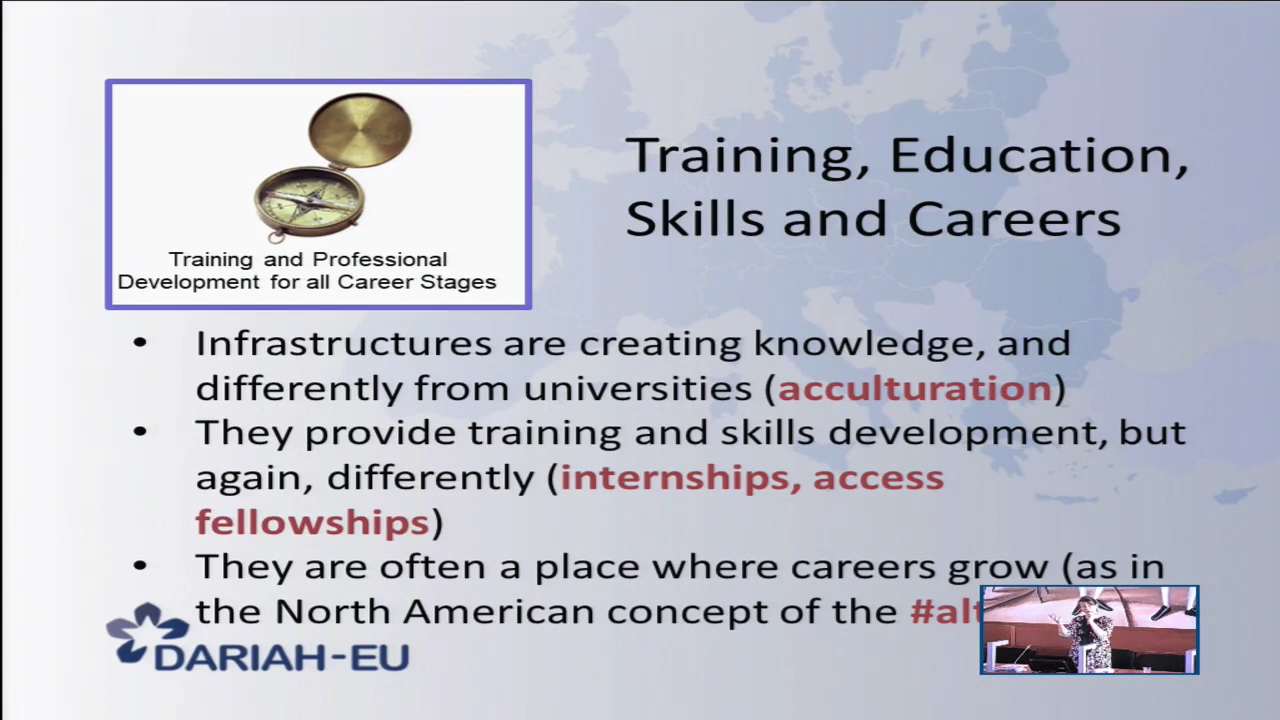 Training and Professional
Development for all Career Stages
Training, Education,
Skills and Careers
• Infrastructures are creating knowledge, and
differently from universities (acculturation)
• They provide training and skills development, but
again, differently (internships, access
fellowships)
• They are often a place where careers grow (as in
the North American concept of the
DARIAH-EU